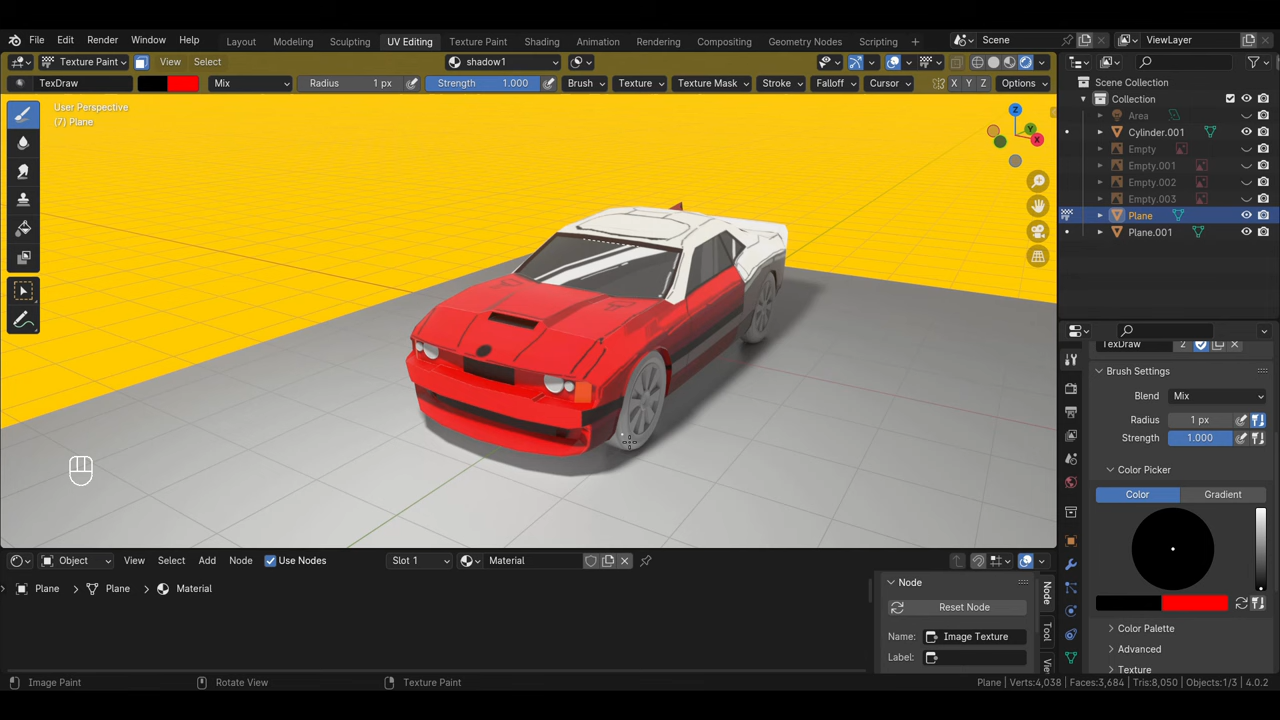 File Edit Render Window Help Layout Modeling Sculpting UV Editing Texture Paint Shading Animation Rendering Compositing Geometry Nodes Scripting + Scene ViewLayer
Texture Paint View Select shadow1
TexDraw Mix Radius 1 px Strength 1.000 Brush Texture Texture Mask Stroke Falloff Cursor X Y Z Options
User Perspective
(7) Plane
Z
Y
X
Scene Collection
Collection
Area
Cylinder.001
Empty
Empty.001
Empty.002
Empty.003
Plane
Plane.001
TexDraw 2
Brush Settings
Blend Mix
Radius 1 px
Strength 1.000
Color Picker
Color Gradient
Color Palette
Advanced
Texture
Object View Select Add Node Use Nodes Slot 1 Material
Plane > Plane > Material
Node
Reset Node
Name: Image Texture
Label:
Node
Tool
Image Paint Rotate View Texture Paint Plane | Verts:4,038 | Faces:3,684 | Tris:8,050 | Objects:1/3 | 4.0.2